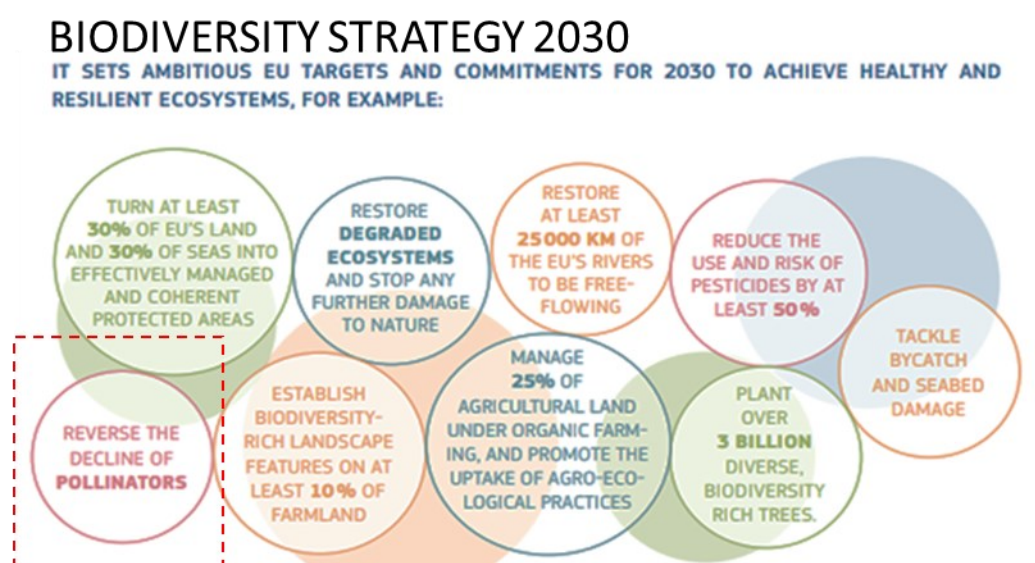 BIODIVERSITY STRATEGY 2030
IT SETS AMBITIOUS EU TARGETS AND COMMITMENTS FOR 2030 TO ACHIEVE HEALTHY AND
RESILIENT ECOSYSTEMS, FOR EXAMPLE:
TURN AT LEAST
30% OF EU'S LAND
AND 30% OF SEAS INTO
EFFECTIVELY MANAGED
AND COHERENT
PROTECTED AREAS
RESTORE
DEGRADED
ECOSYSTEMS
AND STOP ANY
FURTHER DAMAGE
TO NATURE
RESTORE
AT LEAST
25000 KM OF
THE EU'S RIVERS
TO BE FREE-
FLOWING
REDUCE THE
USE AND RISK OF
PESTICIDES BY AT
LEAST 50%
TACKLE
BYCATCH
AND SEABED
DAMAGE
REVERSE THE
DECLINE OF
POLLINATORS
ESTABLISH
BIODIVERSITY-
RICH LANDSCAPE
FEATURES ON AT
LEAST 10% OF
FARMLAND
MANAGE
25% OF
AGRICULTURAL LAND
UNDER ORGANIC FARM-
ING, AND PROMOTE THE
UPTAKE OF AGRO-ECO-
LOGICAL PRACTICES
PLANT
OVER
3 BILLION
DIVERSE,
BIODIVERSITY
RICH TREES.